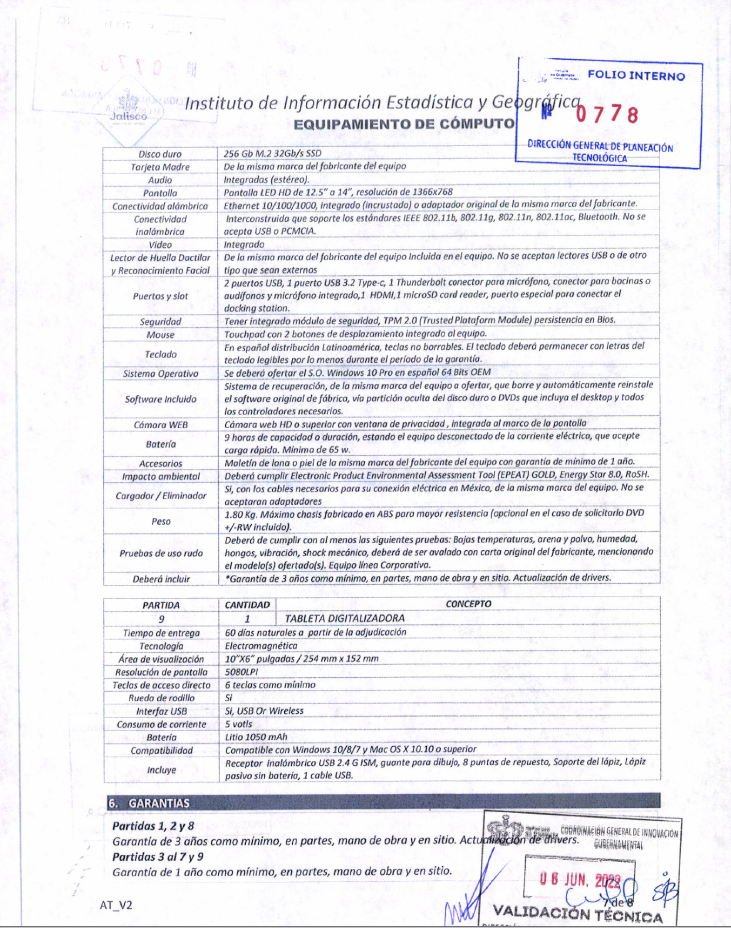 FOLIO INTERNO
Nº 0778
DIRECCIÓN GENERAL DE PLANEACIÓN
TECNOLÓGICA
Jalisco
Instituto de Información Estadística y Geográfica
EQUIPAMIENTO DE CÓMPUTO
Disco duro 256 Gb M.2 32Gb/s SSD
Tarjeta Madre De la misma marca del fabricante del equipo
Audio Integradas (estéreo).
Pantalla Pantalla LED HD de 12.5” a 14”, resolución de 1366x768
Conectividad alámbrica Ethernet 10/100/1000, integrado (incrustado) o adaptador original de la misma marca del fabricante.
Conectividad inalámbrica Interconstruida que soporte los estándares IEEE 802.11b, 802.11g, 802.11n, 802.11ac, Bluetooth. No se
acepta USB o PCMCIA.
Video Integrado
Lector de Huella Dactilar De la misma marca del fabricante del equipo Incluida en el equipo. No se aceptan lectores USB o de otro
y Reconocimiento Facial tipo que sean externos
Puertos y slot 2 puertos USB, 1 puerto USB 3.2 Type-c, 1 Thunderbolt conector para micrófono, conector para bocinas o
audífonos y micrófono integrado,1 HDMI,1 microSD card reader, puerto especial para conectar el
docking station.
Seguridad Tener integrado módulo de seguridad, TPM 2.0 (Trusted Plataform Module) persistencia en Bios.
Mouse Touchpad con 2 botones de desplazamiento integrado al equipo.
Teclado En español distribución Latinoamérica, teclas no borrables. El teclado deberá permanecer con letras del
teclado legibles por lo menos durante el período de la garantía.
Sistema Operativo Se deberá ofertar el S.O. Windows 10 Pro en español 64 Bits OEM
Software Incluido Sistema de recuperación, de la misma marca del equipo a ofertar, que borre y automáticamente reinstale
el software original de fábrica, vía partición oculta del disco duro o DVDs que incluya el desktop y todos
los controladores necesarios.
Cámara WEB Cámara web HD o superior con ventana de privacidad , integrada al marco de la pantalla
Batería 9 horas de capacidad o duración, estando el equipo desconectado de la corriente eléctrica, que acepte
carga rápida. Mínima de 65 w.
Accesorios Maletín de lona o piel de la misma marca del fabricante del equipo con garantía de mínimo de 1 año.
Impacto ambiental Deberá cumplir Electronic Product Environmental Assessment Tool (EPEAT) GOLD, Energy Star 8.0, RoSH.
Cargador / Eliminador Si, con los cables necesarios para su conexión eléctrica en México, de la misma marca del equipo. No se
aceptaran adaptadores
Peso 1.80 Kg. Máximo chasis fabricado en ABS para mayor resistencia (opcional en el caso de solicitarlo DVD
+/-RW incluido).
Pruebas de uso rudo Deberá de cumplir con al menos las siguientes pruebas: Bajas temperaturas, arena y polvo, humedad,
hongos, vibración, shock mecánico, deberá de ser avalado con carta original del fabricante, mencionando
el modelo(s) ofertado(s). Equipo línea Corporativa.
Deberá incluir *Garantía de 3 años como mínimo, en partes, mano de obra y en sitio. Actualización de drivers.
PARTIDA CANTIDAD CONCEPTO
9 1 TABLETA DIGITALIZADORA
Tiempo de entrega 60 días naturales a partir de la adjudicación
Tecnología Electromagnética
Área de visualización 10”X6” pulgadas / 254 mm x 152 mm
Resolución de pantalla 5080LPI
Teclas de acceso directo 6 teclas como mínimo
Rueda de rodillo Si
Interfaz USB Si, USB Or Wireless
Consumo de corriente 5 votls
Batería Litio 1050 mAh
Compatibilidad Compatible con Windows 10/8/7 y Mac OS X 10.10 o superior
Incluye Receptor inalámbrico USB 2.4 G ISM, guante para dibujo, 8 puntas de repuesto, Soporte del lápiz, Lápiz
pasivo sin batería, 1 cable USB.
6. GARANTIAS
Partidas 1, 2 y 8
Garantía de 3 años como mínimo, en partes, mano de obra y en sitio. Actualización de drivers.
Partidas 3 al 7 y 9
Garantía de 1 año como mínimo, en partes, mano de obra y en sitio.
COORDINACIÓN GENERAL DE INNOVACIÓN
GUBERNAMENTAL
06 JUN. 2022
7 de 8
VALIDACIÓN TÉCNICA
AT_V2